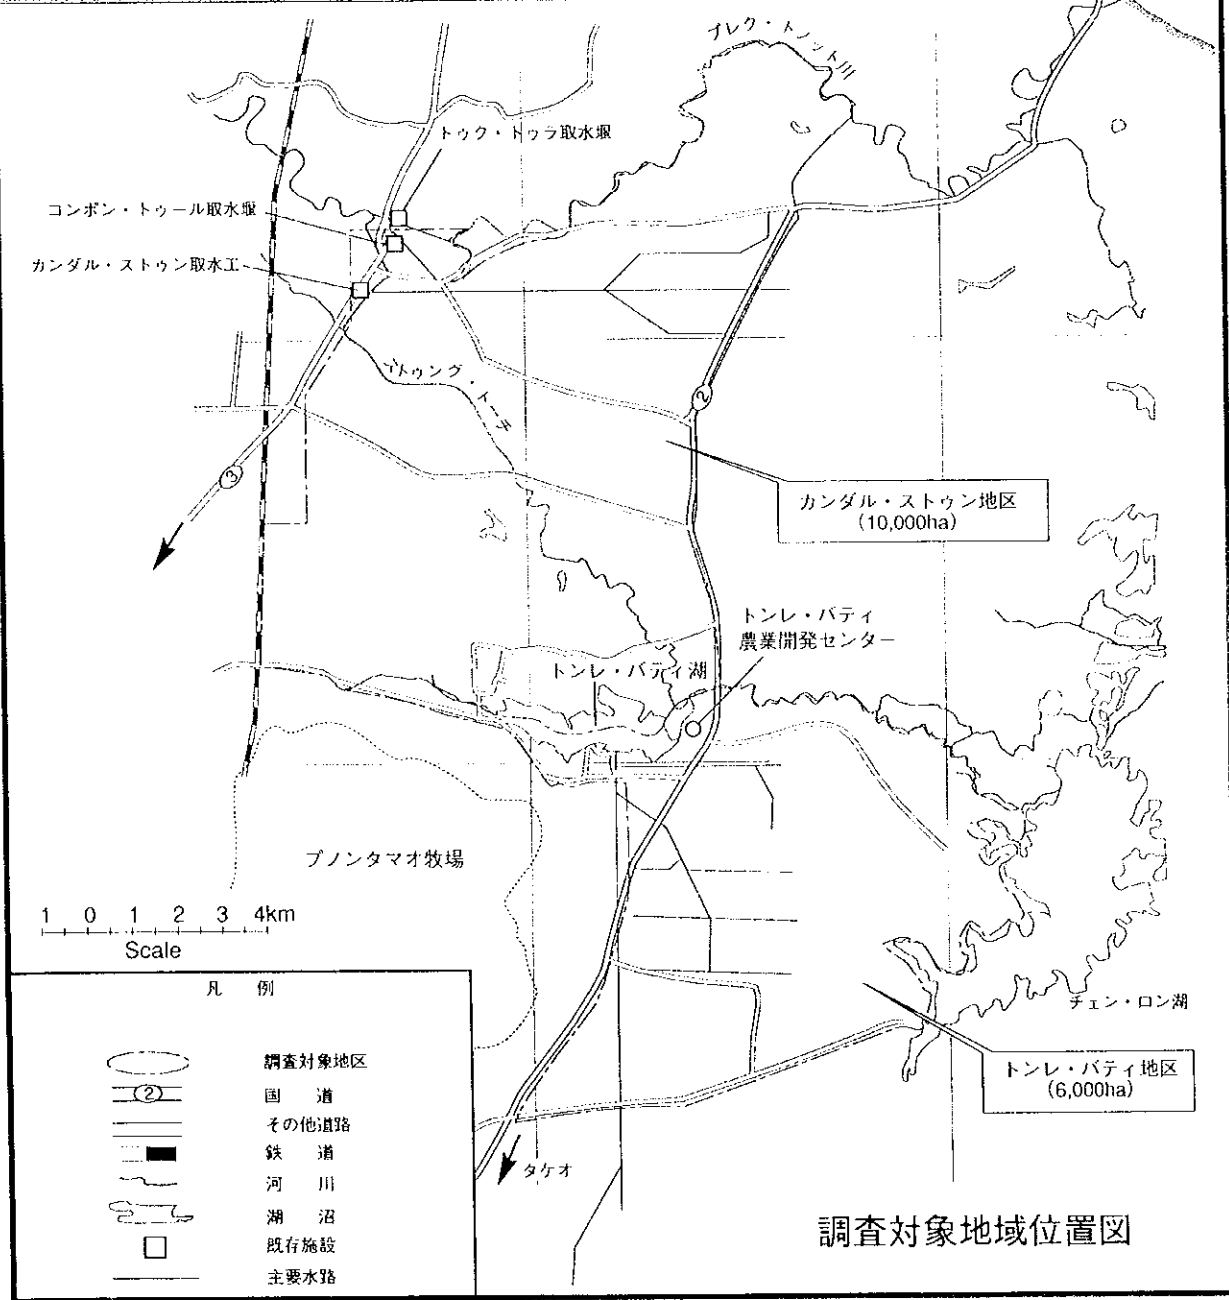 プレク・トノット川
トゥク・トゥラ取水堰
コンポン・トゥール取水堰
カンダル・ストゥン取水工
プトゥング・トーチ
2
3
カンダル・ストゥン地区
(10,000ha)
トンレ・バティ
農業開発センター
トンレ・バティ湖
プノンタマオ牧場
1 0 1 2 3 4km
Scale
チェン・ロン湖
トンレ・バティ地区
(6,000ha)
タケオ
凡 例
調査対象地区
2
国 道
その他道路
鉄 道
河 川
湖 沼
既存施設
主要水路
調査対象地域位置図